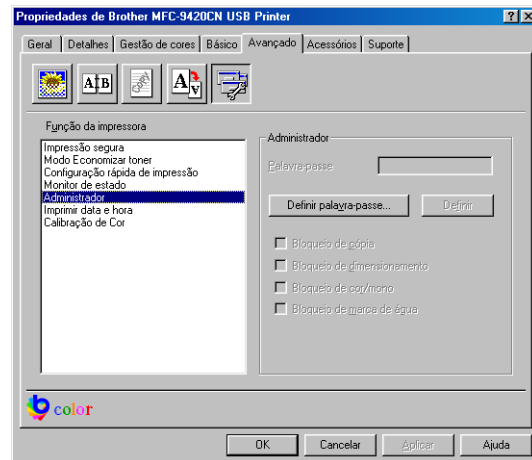 Propriedades de Brother MFC-9420CN USB Printer
Geral Detalhes Gestão de cores Básico Avançado Acessórios Suporte
A B
A A
Função da impressora
Impressão segura
Modo Economizar toner
Configuração rápida de impressão
Monitor de estado
Administrador
Imprimir data e hora
Calibração de Cor
Administrador
Palavra-passe
Definir palavra-passe... Definir
Bloqueio de cópia
Bloqueio de dimensionamento
Bloqueio de cor/mono
Bloqueio de marca de água
color
OK Cancelar Aplicar Ajuda